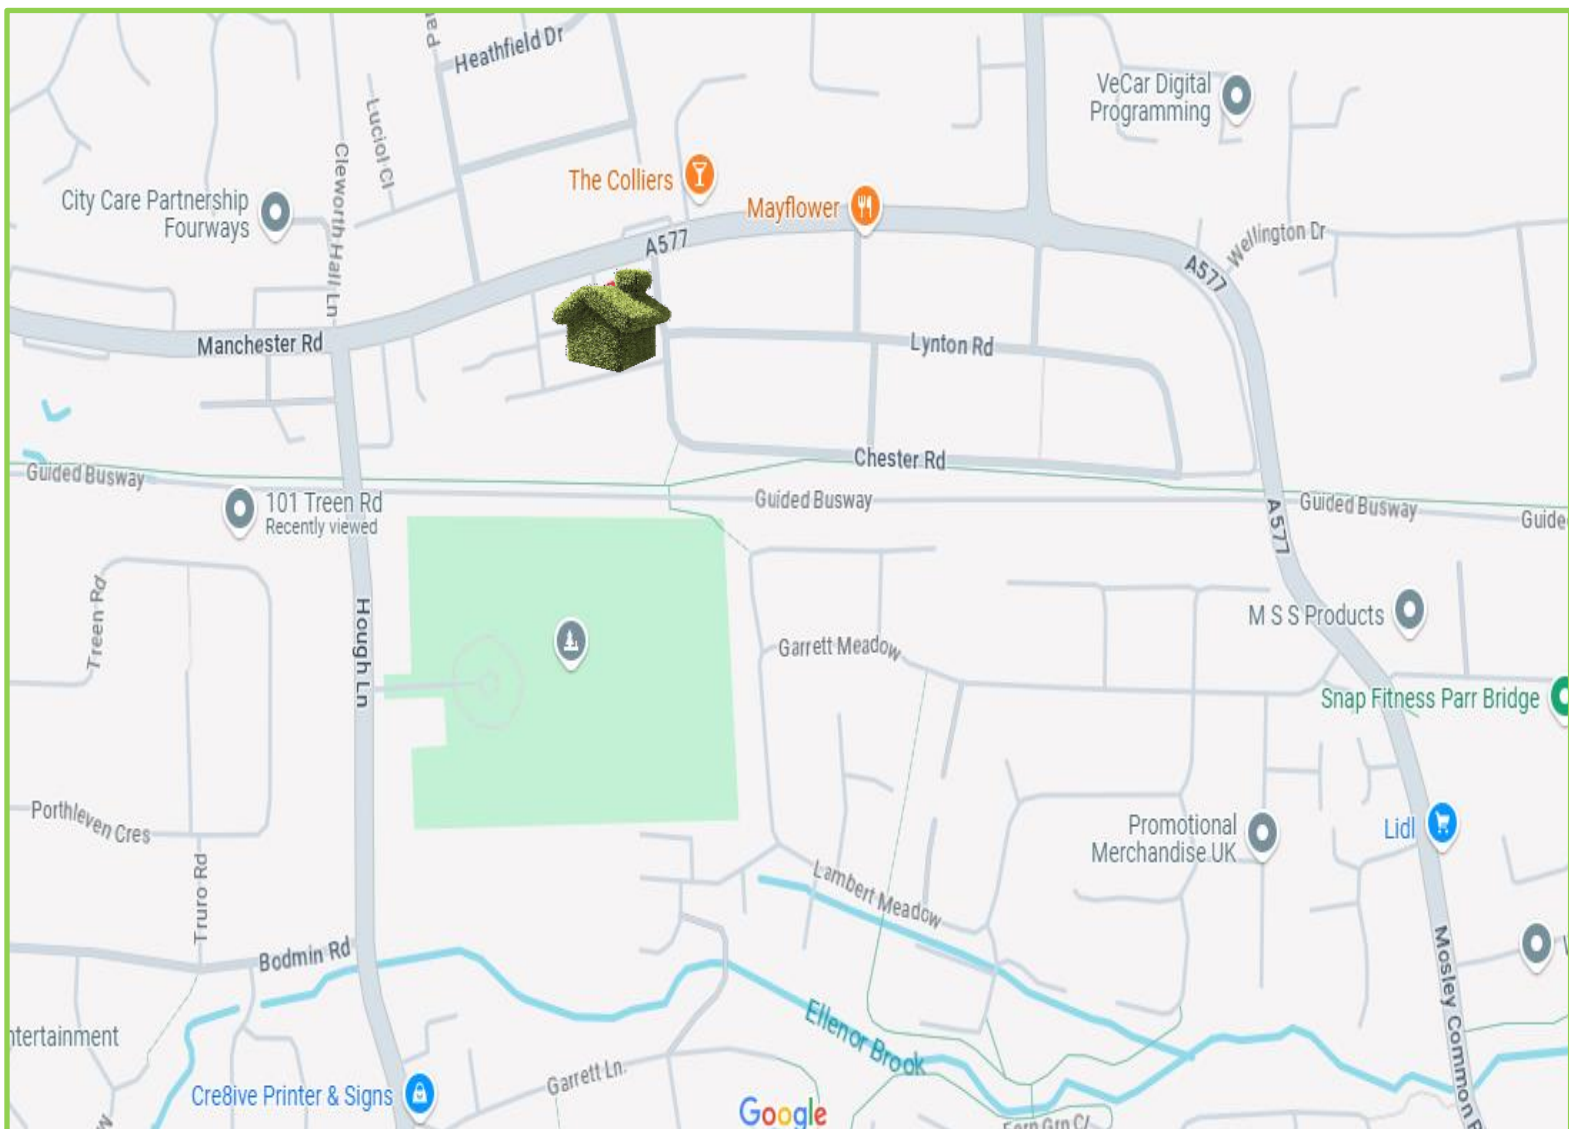 Par
Heathfield Dr
VeCar Digital
Programming
Luciol Cl
Cleworth Hall Ln
The Colliers
City Care Partnership
Fourways
Mayflower
A577
Wellington Dr
A577
Manchester Rd
Lynton Rd
Chester Rd
Guided Busway
101 Treen Rd
Recently viewed
Guided Busway
A577
Guided Busway
Guide
Treen Rd
Hough Ln
M S S Products
Garrett Meadow
Snap Fitness Parr Bridge
Porthleven Cres
Promotional
Merchandise UK
Lidl
Truro Rd
Lambert Meadow
Bodmin Rd
Mosley Common R
Ellenor Brook
ntertainment
Garrett Ln
Cre8ive Printer & Signs
Google